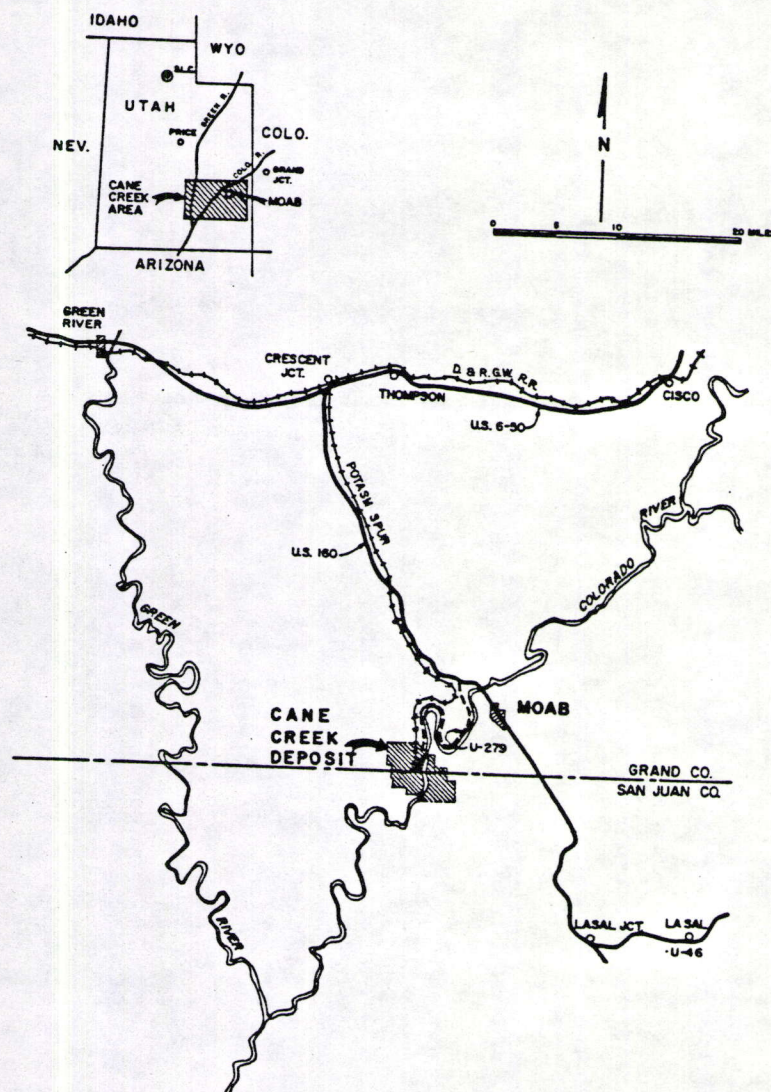 IDAHO
WYO
S.L.C.
UTAH
GREEN R.
PRICE
COLO.
NEV.
COLO. R.
GRAND
JCT.
CANE
CREEK
AREA
MOAB
ARIZONA
N
0 5 10 20 MILES
GREEN
RIVER
CRESCENT
JCT.
D. & R.G.W. R.R.
THOMPSON
CISCO
U.S. 6-50
POTASH SPUR
U.S. 160
COLORADO RIVER
GREEN
CANE
CREEK
DEPOSIT
MOAB
U-279
GRAND CO.
SAN JUAN CO.
RIVER
LASAL JCT.
LA SAL
U-46